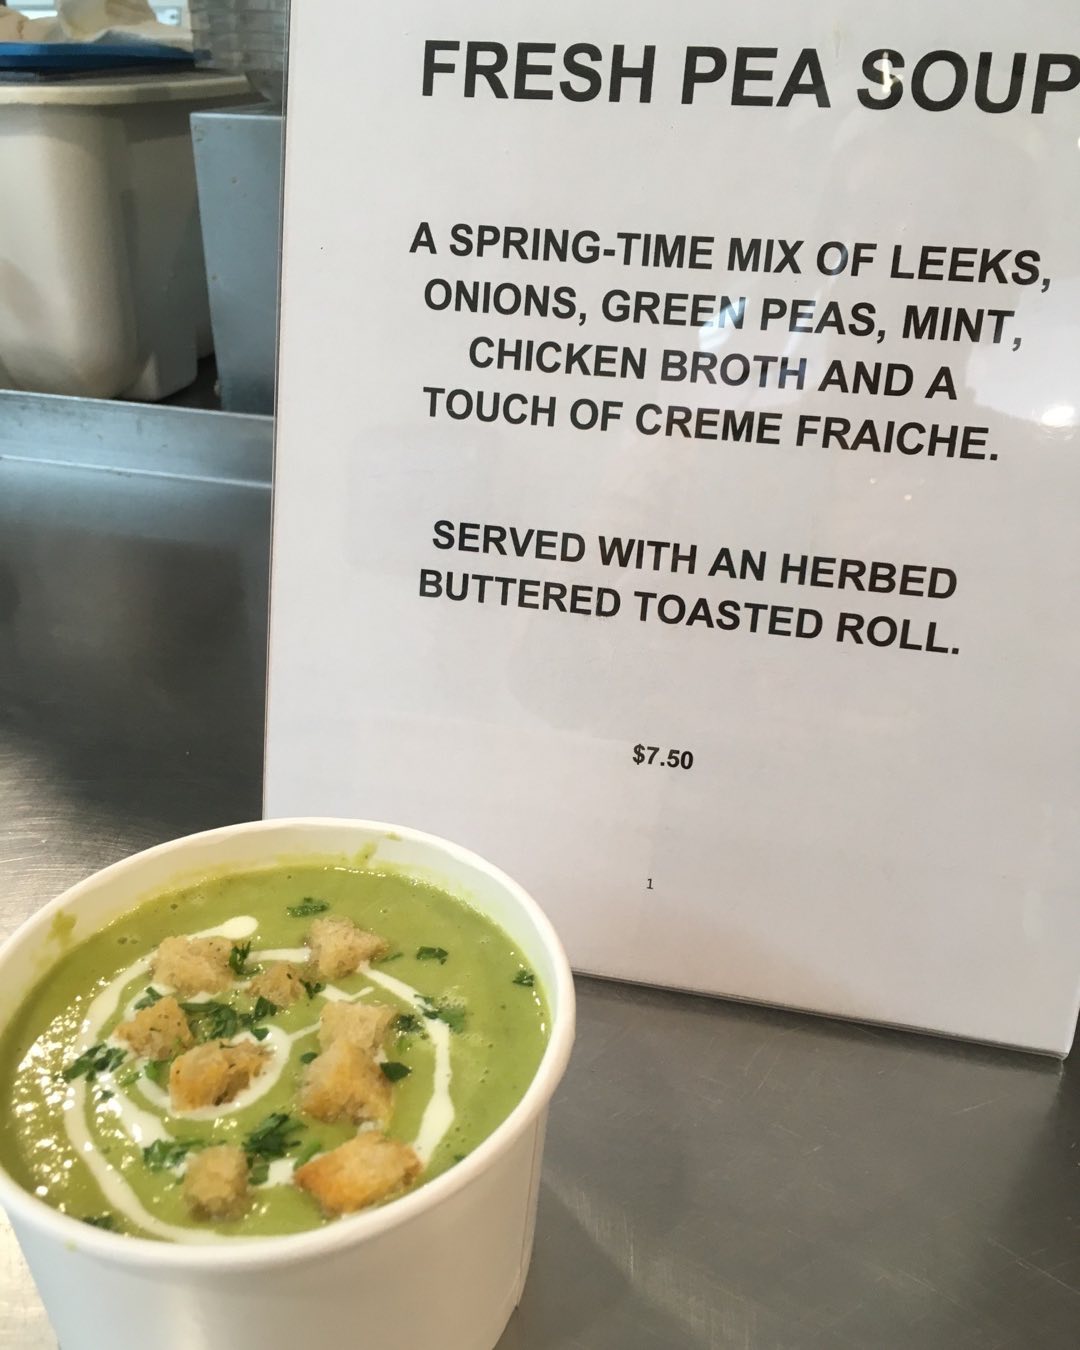 FRESH PEA SOUP
A SPRING-TIME MIX OF LEEKS,
ONIONS, GREEN PEAS, MINT,
CHICKEN BROTH AND A
TOUCH OF CREME FRAICHE.
SERVED WITH AN HERBED
BUTTERED TOASTED ROLL.
$7.50
1